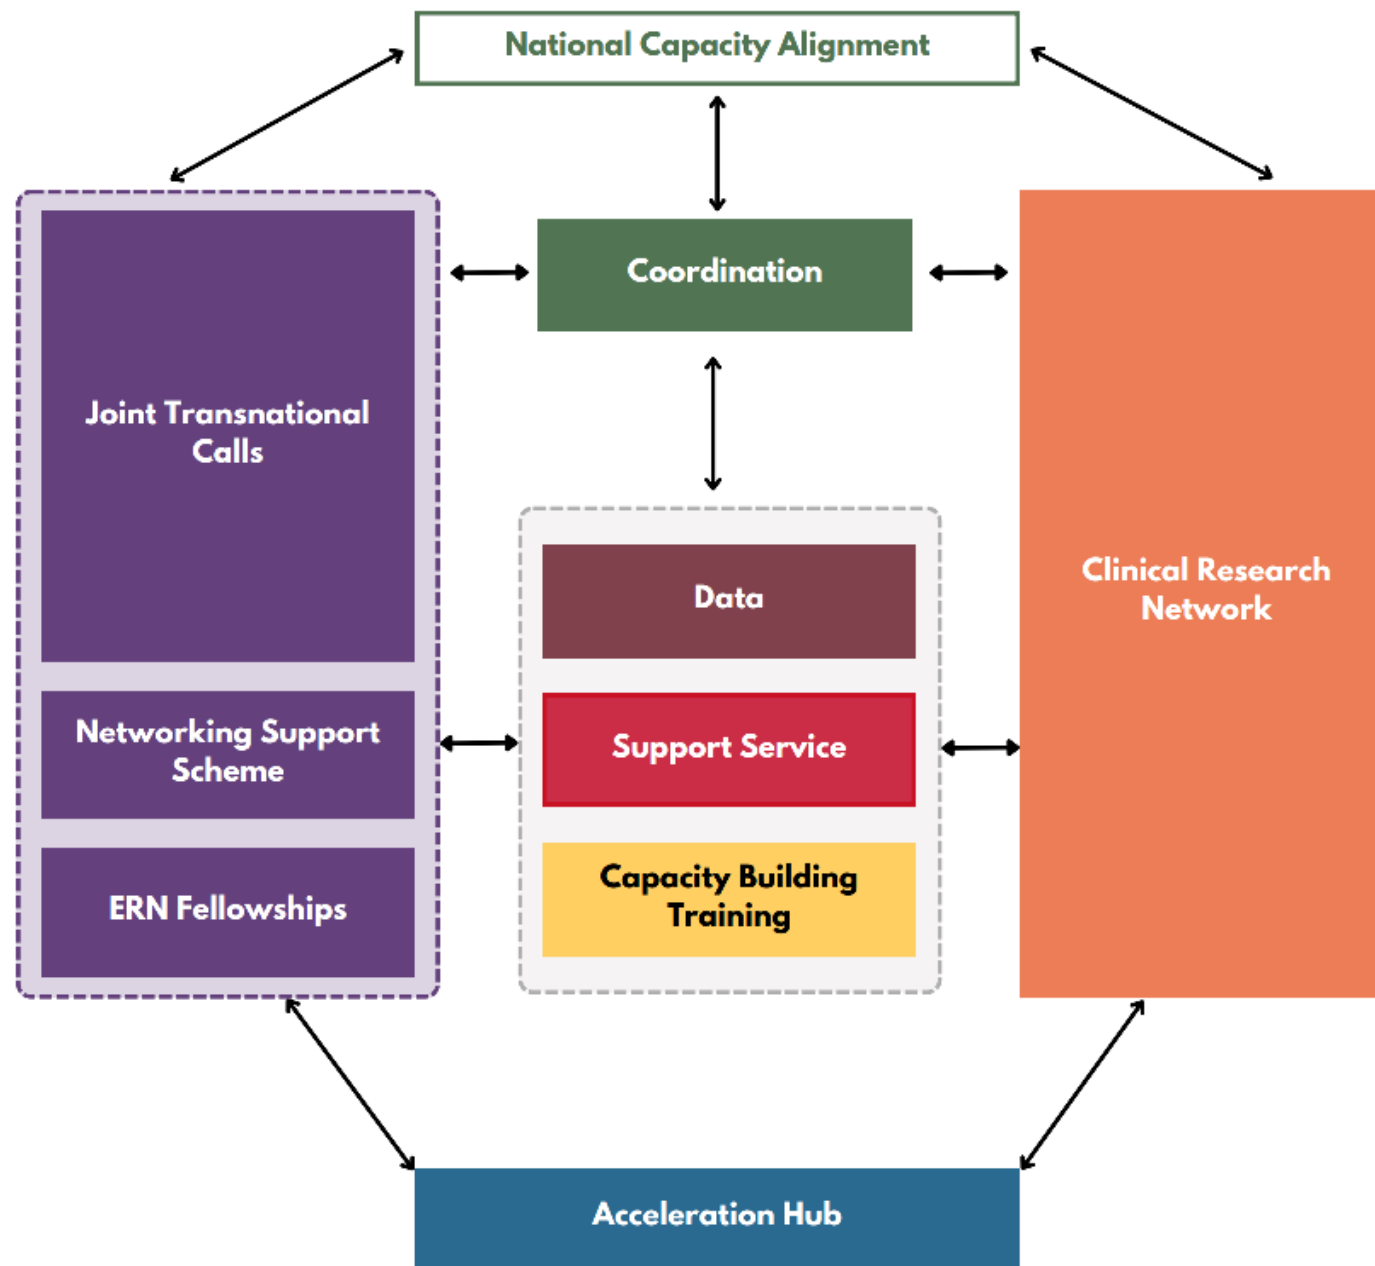 National Capacity Alignment
Coordination
Joint Transnational
Calls
Networking Support
Scheme
ERN Fellowships
Data
Support Service
Capacity Building
Training
Clinical Research
Network
Acceleration Hub